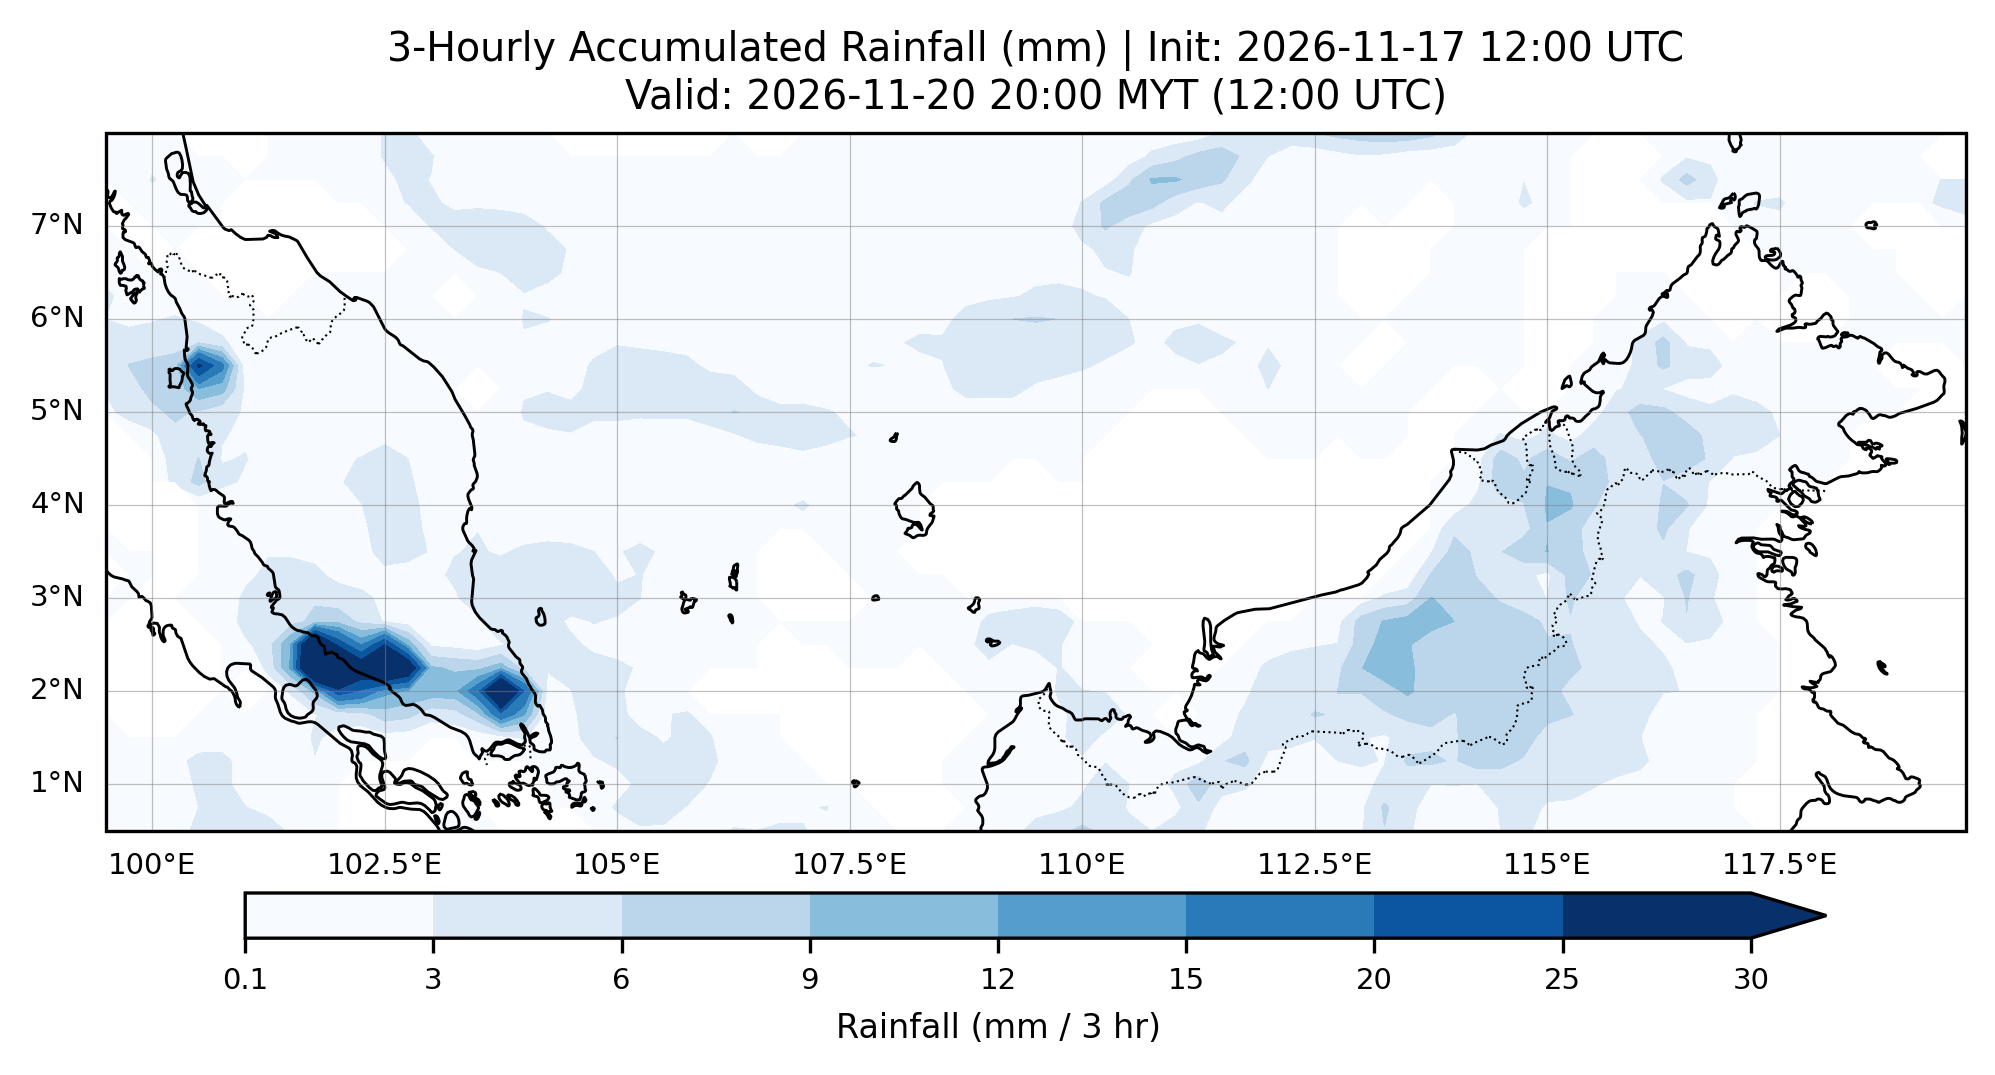 3-Hourly Accumulated Rainfall (mm) | Init: 2026-11-17 12:00 UTC
Valid: 2026-11-20 20:00 MYT (12:00 UTC)
7°N
6°N
5°N
4°N
3°N
2°N
1°N
100°E 102.5°E 105°E 107.5°E 110°E 112.5°E 115°E 117.5°E
0.1 3 6 9 12 15 20 25 30
Rainfall (mm / 3 hr)